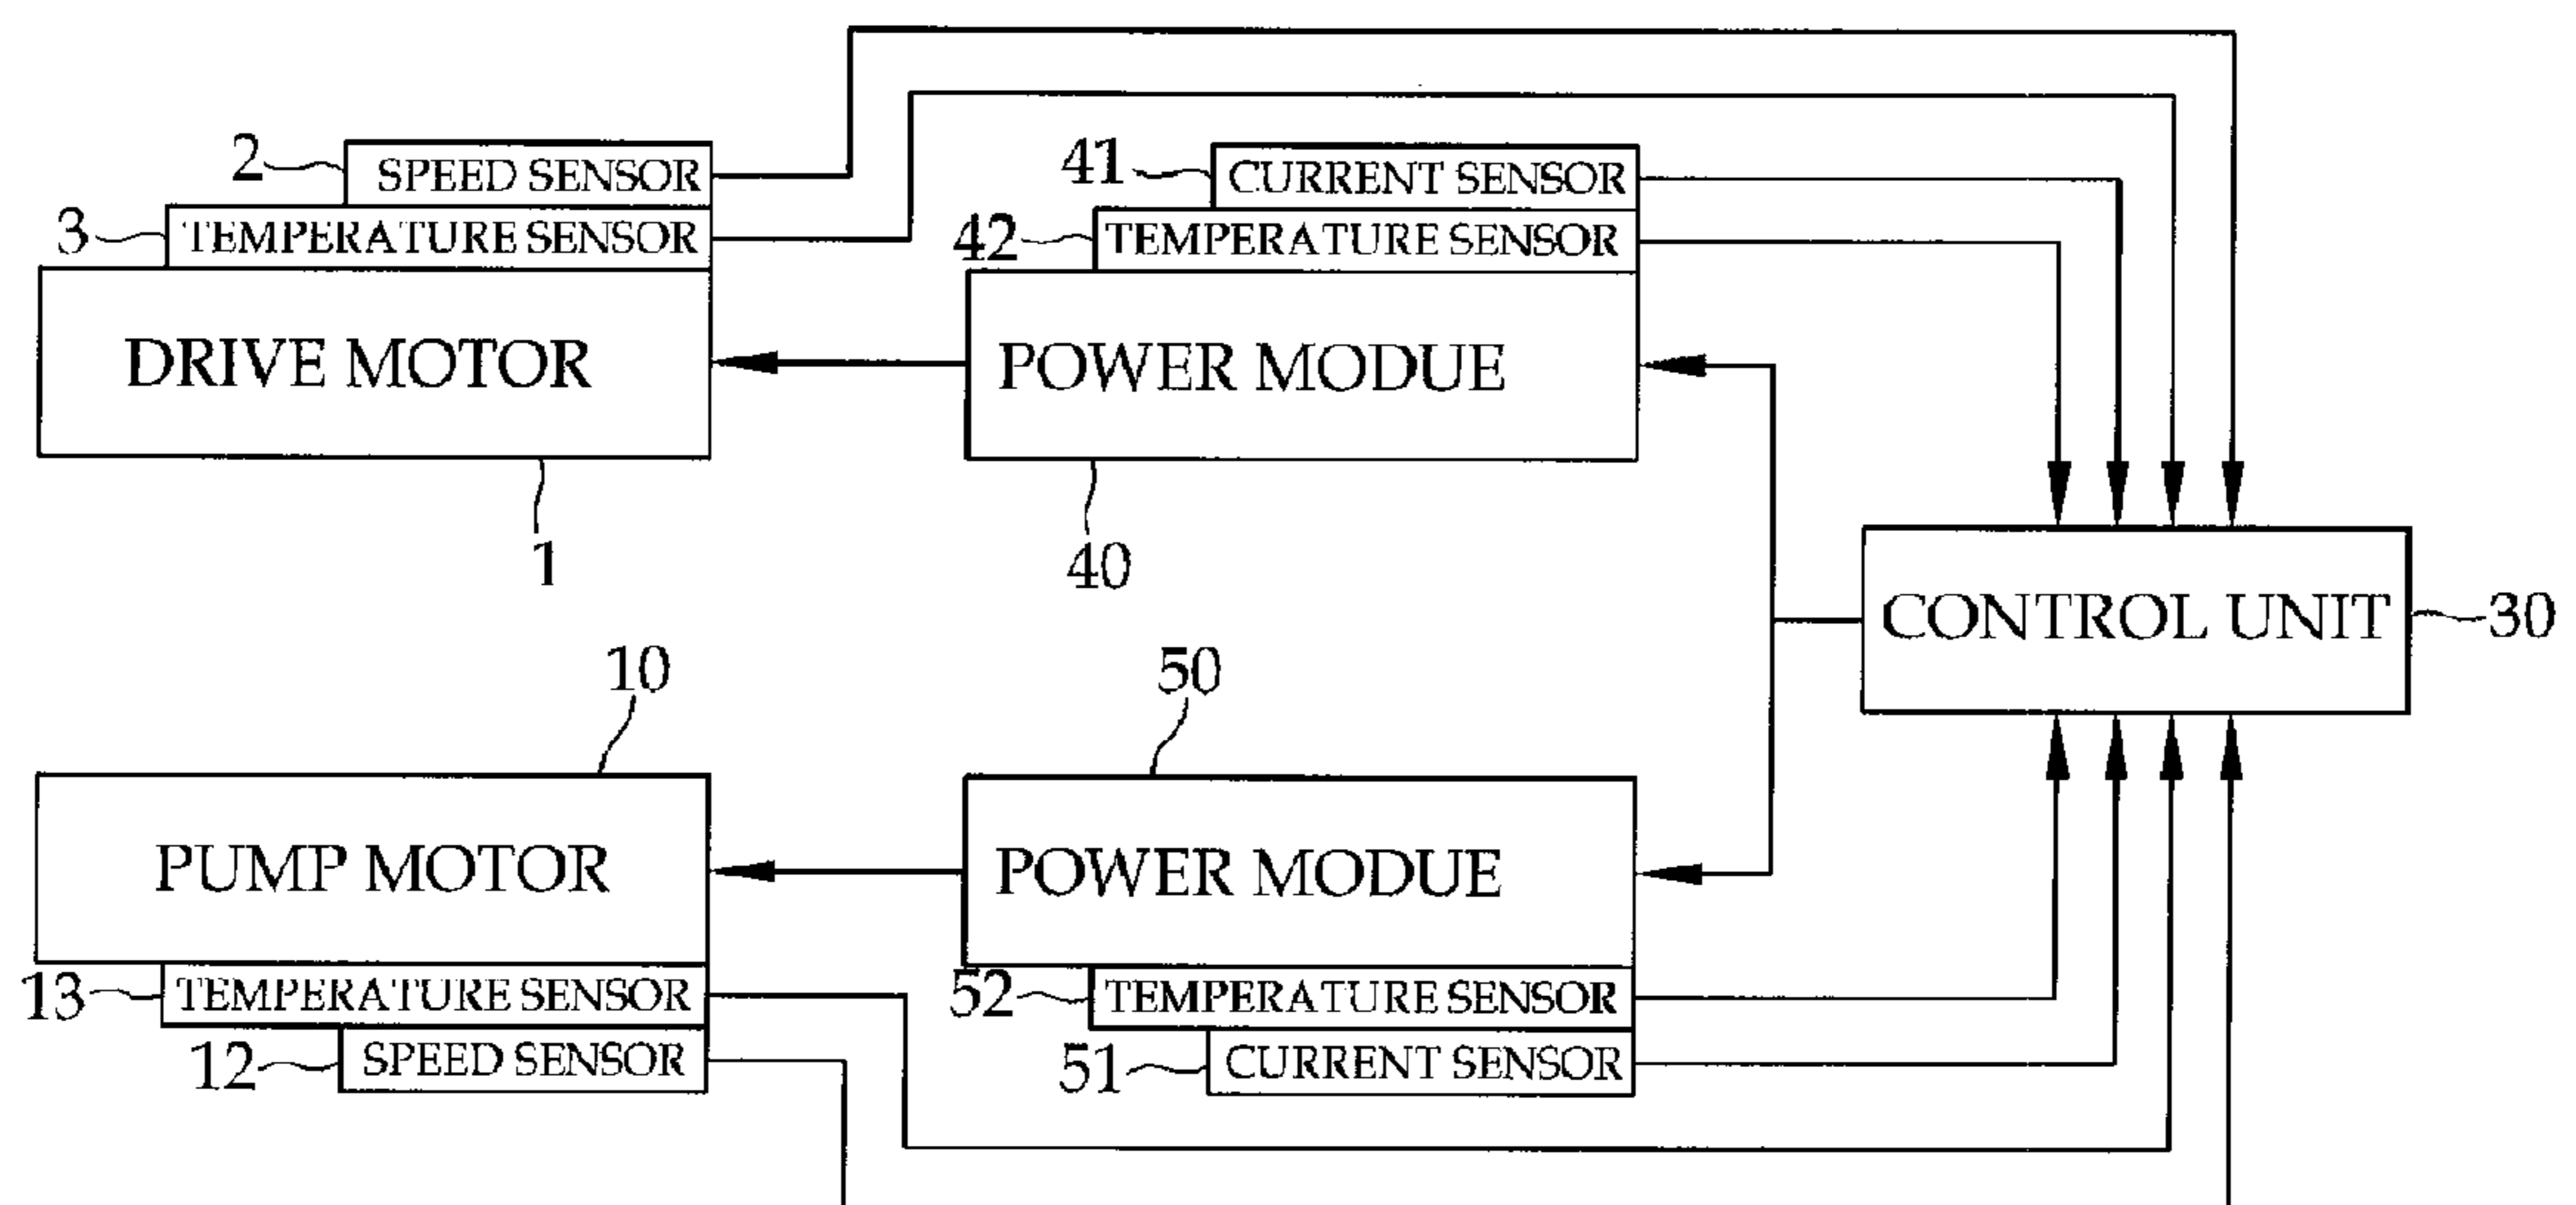 2
SPEED SENSOR
3
TEMPERATURE SENSOR
DRIVE MOTOR
1
41
CURRENT SENSOR
42
TEMPERATURE SENSOR
POWER MODUE
40
CONTROL UNIT
30
10
PUMP MOTOR
13
TEMPERATURE SENSOR
12
SPEED SENSOR
50
POWER MODUE
52
TEMPERATURE SENSOR
51
CURRENT SENSOR